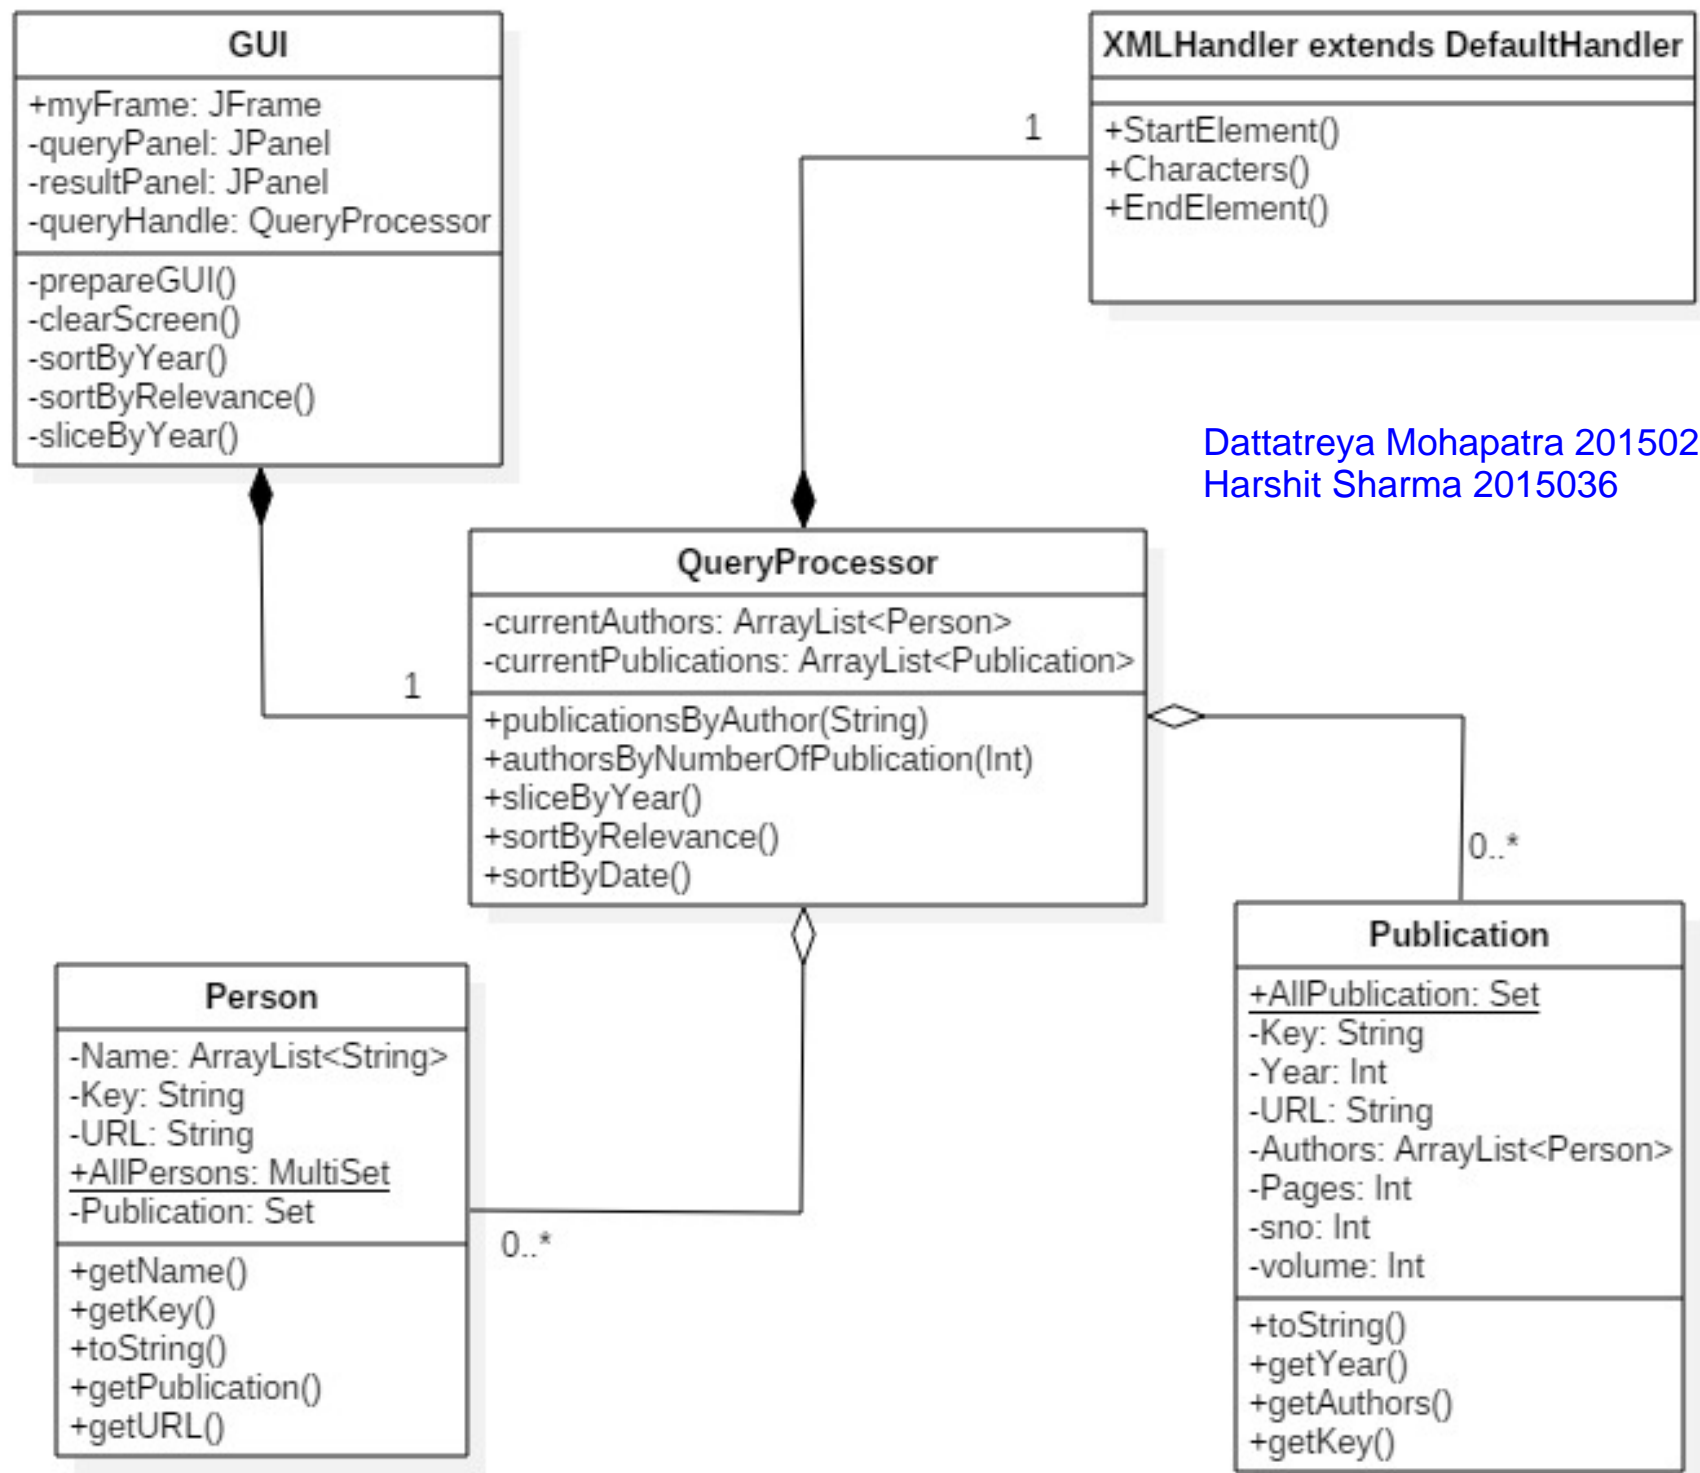 GUI
+myFrame: JFrame
-queryPanel: JPanel
-resultPanel: JPanel
-queryHandle: QueryProcessor
-prepareGUI()
-clearScreen()
-sortByYear()
-sortByRelevance()
-sliceByYear()
XMLHandler extends DefaultHandler
+StartElement()
+Characters()
+EndElement()
1
Dattatreya Mohapatra 201502
Harshit Sharma 2015036
QueryProcessor
-currentAuthors: ArrayList<Person>
-currentPublications: ArrayList<Publication>
+publicationsByAuthor(String)
+authorsByNumberOfPublication(Int)
+sliceByYear()
+sortByRelevance()
+sortByDate()
1
0..*
Person
-Name: ArrayList<String>
-Key: String
-URL: String
+AllPersons: MultiSet
-Publication: Set
+getName()
+getKey()
+toString()
+getPublication()
+getURL()
0..*
Publication
+AllPublication: Set
-Key: String
-Year: Int
-URL: String
-Authors: ArrayList<Person>
-Pages: Int
-sno: Int
-volume: Int
+toString()
+getYear()
+getAuthors()
+getKey()